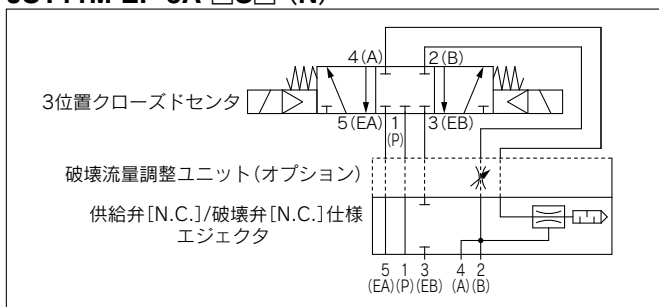 4(A) 2(B)
3位置クローズドセンタ
5(EA) 1 3(EB)
(P)
破壊流量調整ユニット(オプション)
供給弁[N.C.]/破壊弁[N.C.]仕様
エジェクタ
5 1 3 4 2
(EA)(P)(EB) (A)(B)